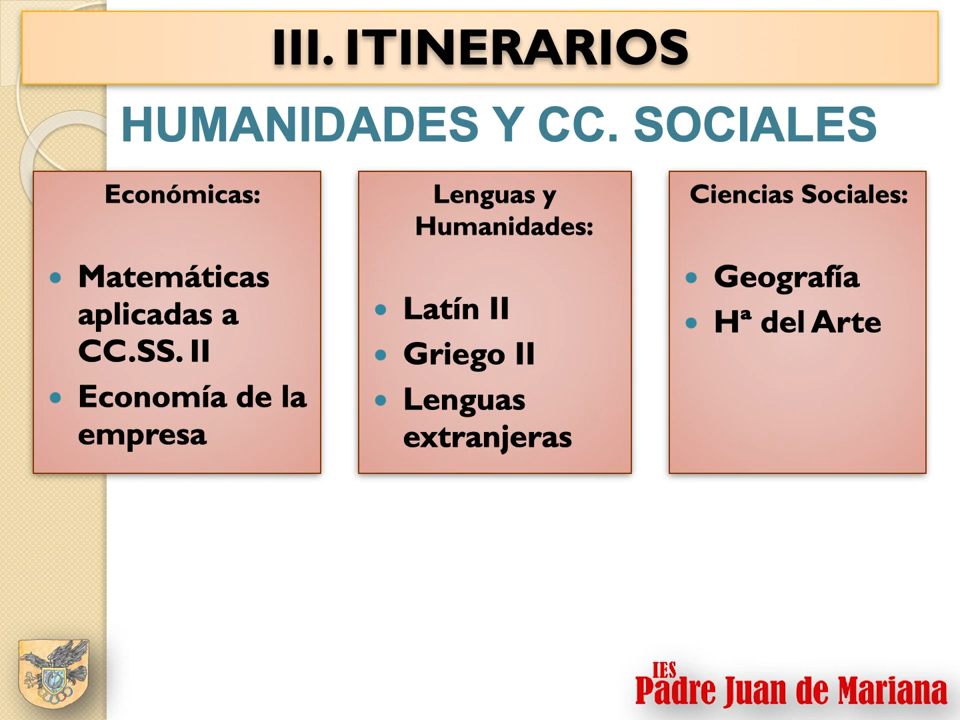 III. ITINERARIOS
HUMANIDADES Y CC. SOCIALES
Económicas:
• Matemáticas
aplicadas a
CC.SS. II
• Economía de la
empresa
Lenguas y
Humanidades:
• Latín II
• Griego II
• Lenguas
extranjeras
Ciencias Sociales:
• Geografía
• Hª del Arte
IES
Padre Juan de Mariana